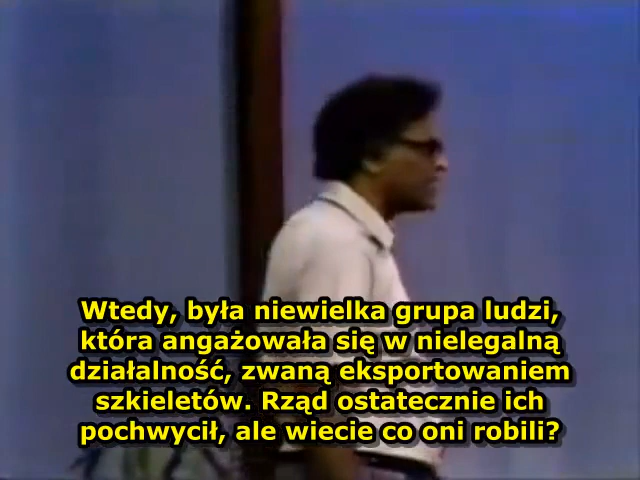 Wtedy, była niewielka grupa ludzi,
która angażowała się w nielegalną
działalność, zwaną eksportowaniem
szkieletów. Rząd ostatecznie ich
pochwycił, ale wiecie co oni robili?